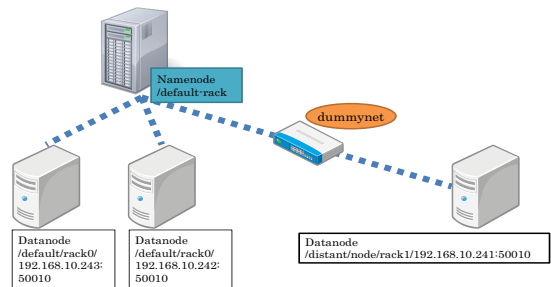 Namenode
/default-rack
dummynet
Datanode
/default/rack0/
192.168.10.243:
50010
Datanode
/default/rack0/
192.168.10.242:
50010
Datanode
/distant/node/rack1/192.168.10.241:50010